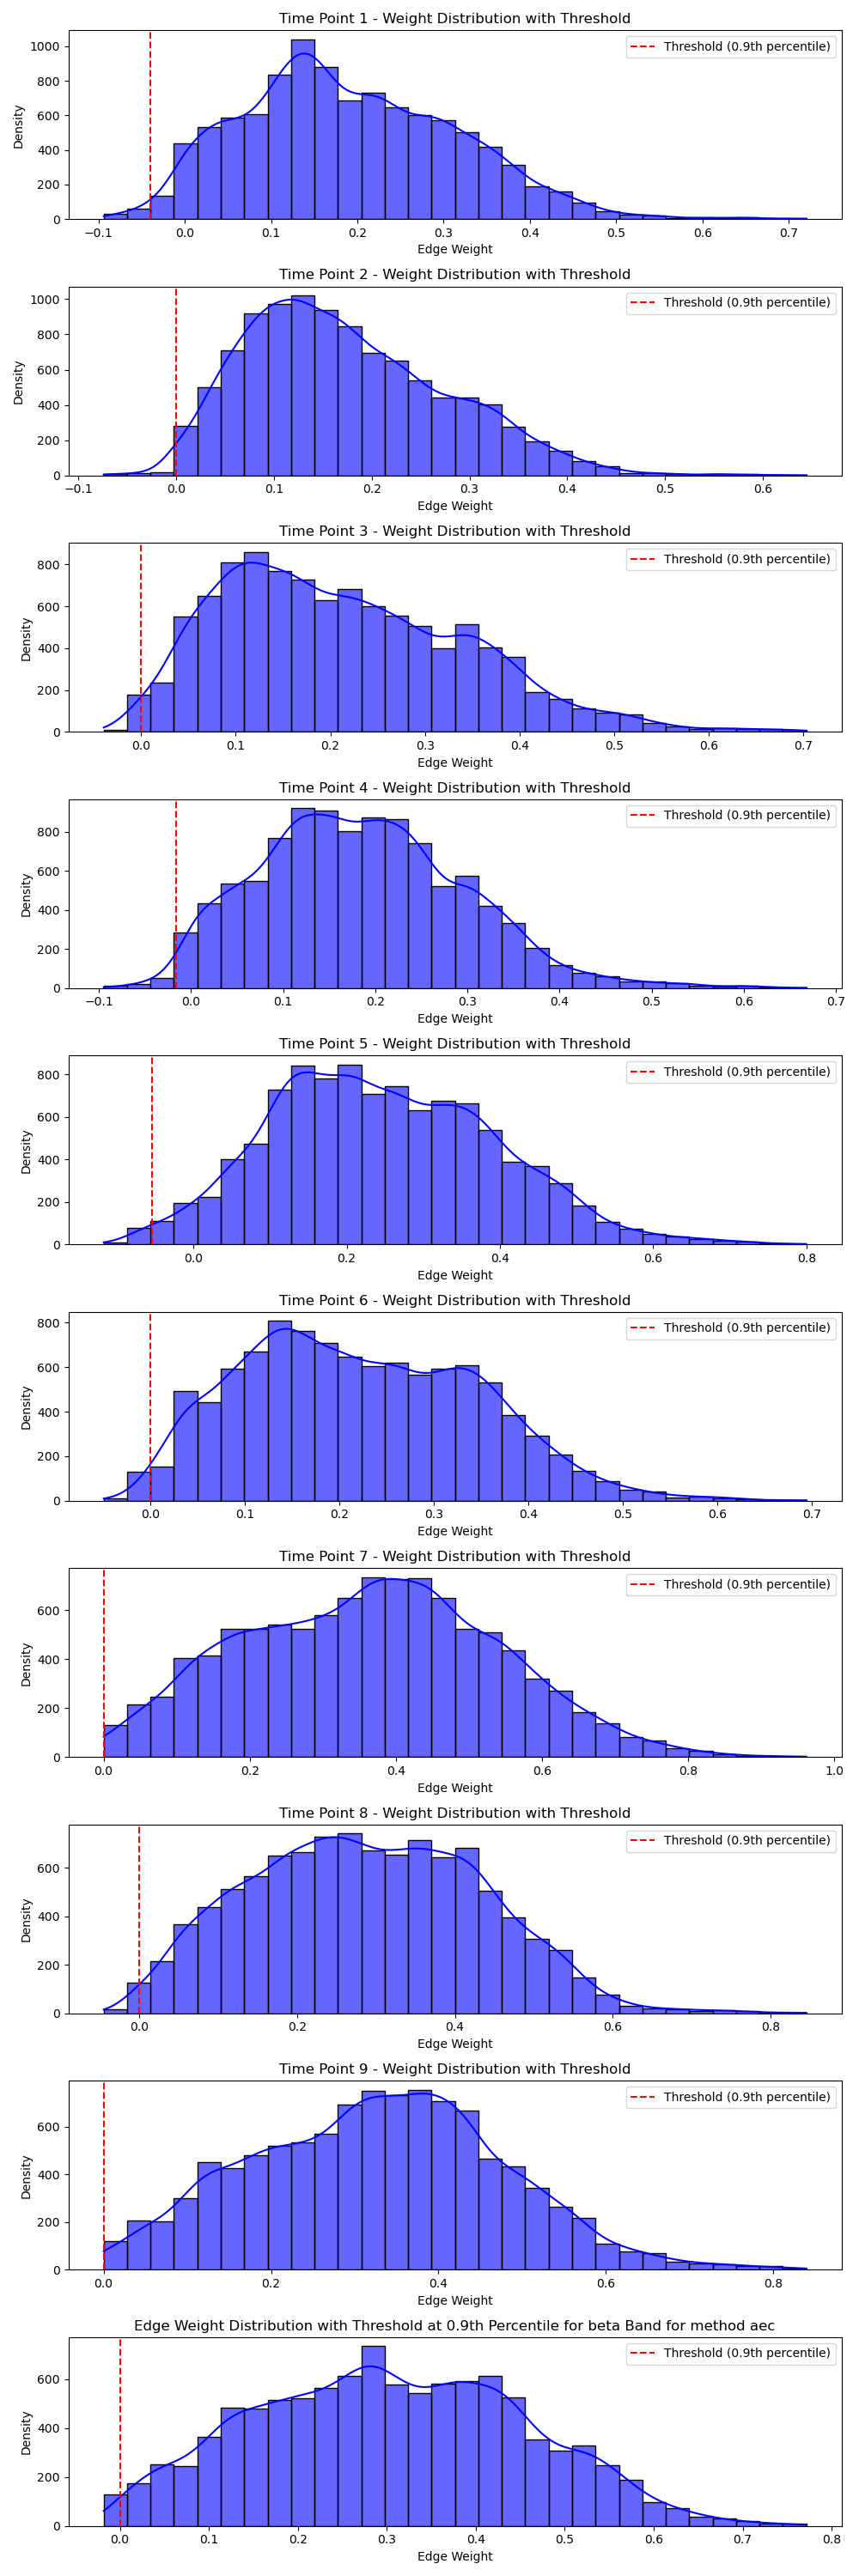 Time Point 1 - Weight Distribution with Threshold
Threshold (0.9th percentile)
1000
800
600
400
200
0
Density
−0.1 0.0 0.1 0.2 0.3 0.4 0.5 0.6 0.7
Edge Weight
Time Point 2 - Weight Distribution with Threshold
Threshold (0.9th percentile)
1000
800
600
400
200
0
Density
−0.1 0.0 0.1 0.2 0.3 0.4 0.5 0.6
Edge Weight
Time Point 3 - Weight Distribution with Threshold
Threshold (0.9th percentile)
800
600
400
200
0
Density
0.0 0.1 0.2 0.3 0.4 0.5 0.6 0.7
Edge Weight
Time Point 4 - Weight Distribution with Threshold
Threshold (0.9th percentile)
800
600
400
200
0
Density
−0.1 0.0 0.1 0.2 0.3 0.4 0.5 0.6 0.7
Edge Weight
Time Point 5 - Weight Distribution with Threshold
Threshold (0.9th percentile)
800
600
400
200
0
Density
0.0 0.2 0.4 0.6 0.8
Edge Weight
Time Point 6 - Weight Distribution with Threshold
Threshold (0.9th percentile)
800
600
400
200
0
Density
0.0 0.1 0.2 0.3 0.4 0.5 0.6 0.7
Edge Weight
Time Point 7 - Weight Distribution with Threshold
Threshold (0.9th percentile)
600
400
200
0
Density
0.0 0.2 0.4 0.6 0.8 1.0
Edge Weight
Time Point 8 - Weight Distribution with Threshold
Threshold (0.9th percentile)
600
400
200
0
Density
0.0 0.2 0.4 0.6 0.8
Edge Weight
Time Point 9 - Weight Distribution with Threshold
Threshold (0.9th percentile)
600
400
200
0
Density
0.0 0.2 0.4 0.6 0.8
Edge Weight
Edge Weight Distribution with Threshold at 0.9th Percentile for beta Band for method aec
Threshold (0.9th percentile)
600
400
200
0
Density
0.0 0.1 0.2 0.3 0.4 0.5 0.6 0.7 0.8
Edge Weight